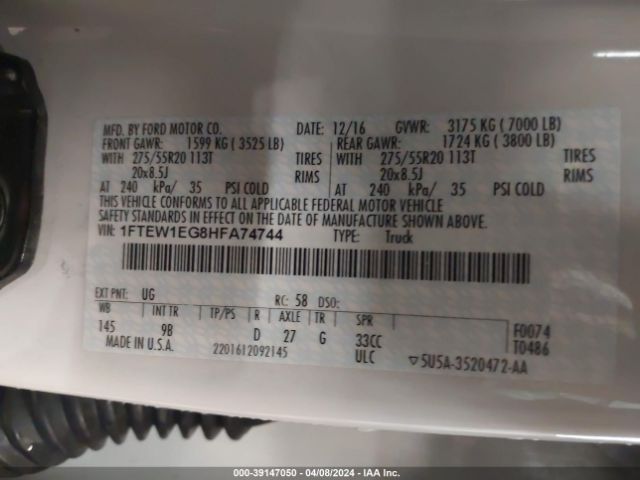 MFD. BY FORD MOTOR CO. DATE: 12/16 GVWR: 3175 KG ( 7000 LB)
FRONT GAWR: 1599 KG ( 3525 LB) REAR GAWR: 1724 KG ( 3800 LB)
WITH 275/55R20 113T TIRES WITH 275/55R20 113T TIRES
20x8.5J RIMS 20x8.5J RIMS
AT 240 kPa/ 35 PSI COLD AT 240 kPa/ 35 PSI COLD
THIS VEHICLE CONFORMS TO ALL APPLICABLE FEDERAL MOTOR VEHICLE
SAFETY STANDARDS IN EFFECT ON THE DATE OF MANUFACTURE SHOWN ABOVE.
VIN: 1FTEW1EG8HFA74744 TYPE: Truck
EXT PNT: UG RC: 58 DSO:
WB INT TR TP/PS R AXLE TR SPR F0074
145 9B D 27 G 33CC T0486
MADE IN U.S.A. 2201612092145 ULC ▽5U5A-3520472-AA
000-39147050 - 04/08/2024 - IAA Inc.